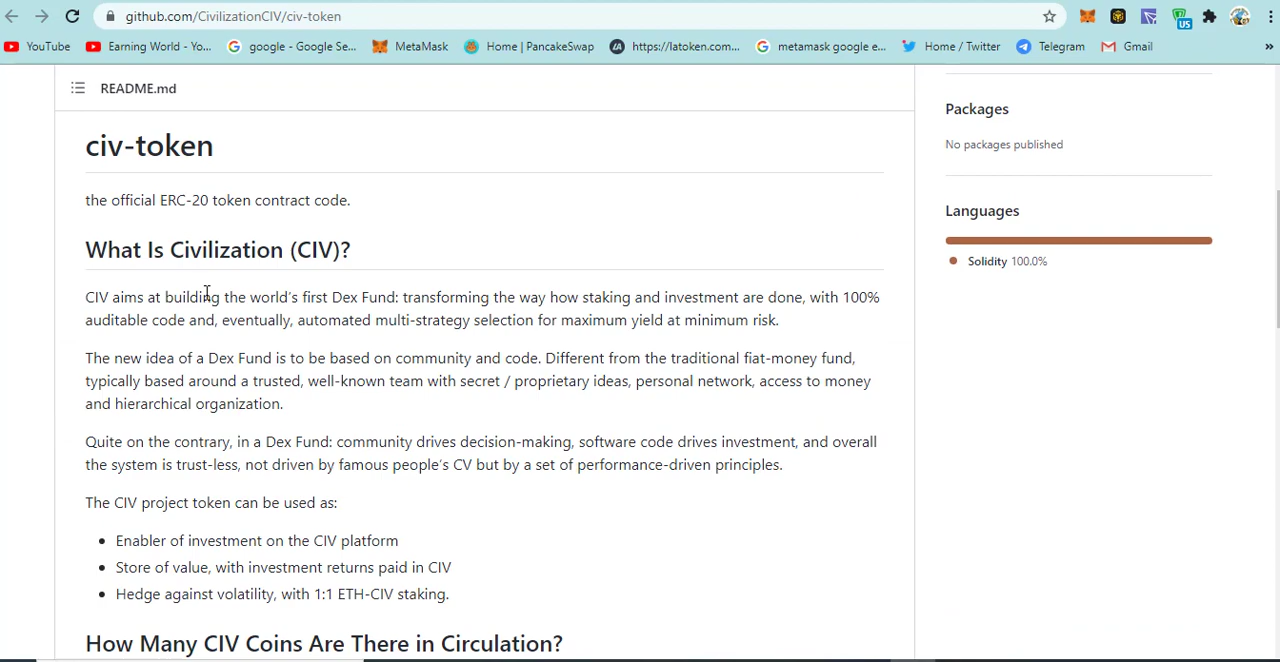 github.com/CivilizationCIV/civ-token
US
YouTube
Earning World - Yo...
google - Google Se...
MetaMask
Home | PancakeSwap
LA
https://latoken.com...
metamask google e...
Home / Twitter
Telegram
Gmail
»
README.md
civ-token
the official ERC-20 token contract code.
What Is Civilization (CIV)?
CIV aims at building the world's first Dex Fund: transforming the way how staking and investment are done, with 100%
auditable code and, eventually, automated multi-strategy selection for maximum yield at minimum risk.
The new idea of a Dex Fund is to be based on community and code. Different from the traditional fiat-money fund,
typically based around a trusted, well-known team with secret / proprietary ideas, personal network, access to money
and hierarchical organization.
Quite on the contrary, in a Dex Fund: community drives decision-making, software code drives investment, and overall
the system is trust-less, not driven by famous people's CV but by a set of performance-driven principles.
The CIV project token can be used as:
• Enabler of investment on the CIV platform
• Store of value, with investment returns paid in CIV
• Hedge against volatility, with 1:1 ETH-CIV staking.
How Many CIV Coins Are There in Circulation?
Packages
No packages published
Languages
Solidity 100.0%